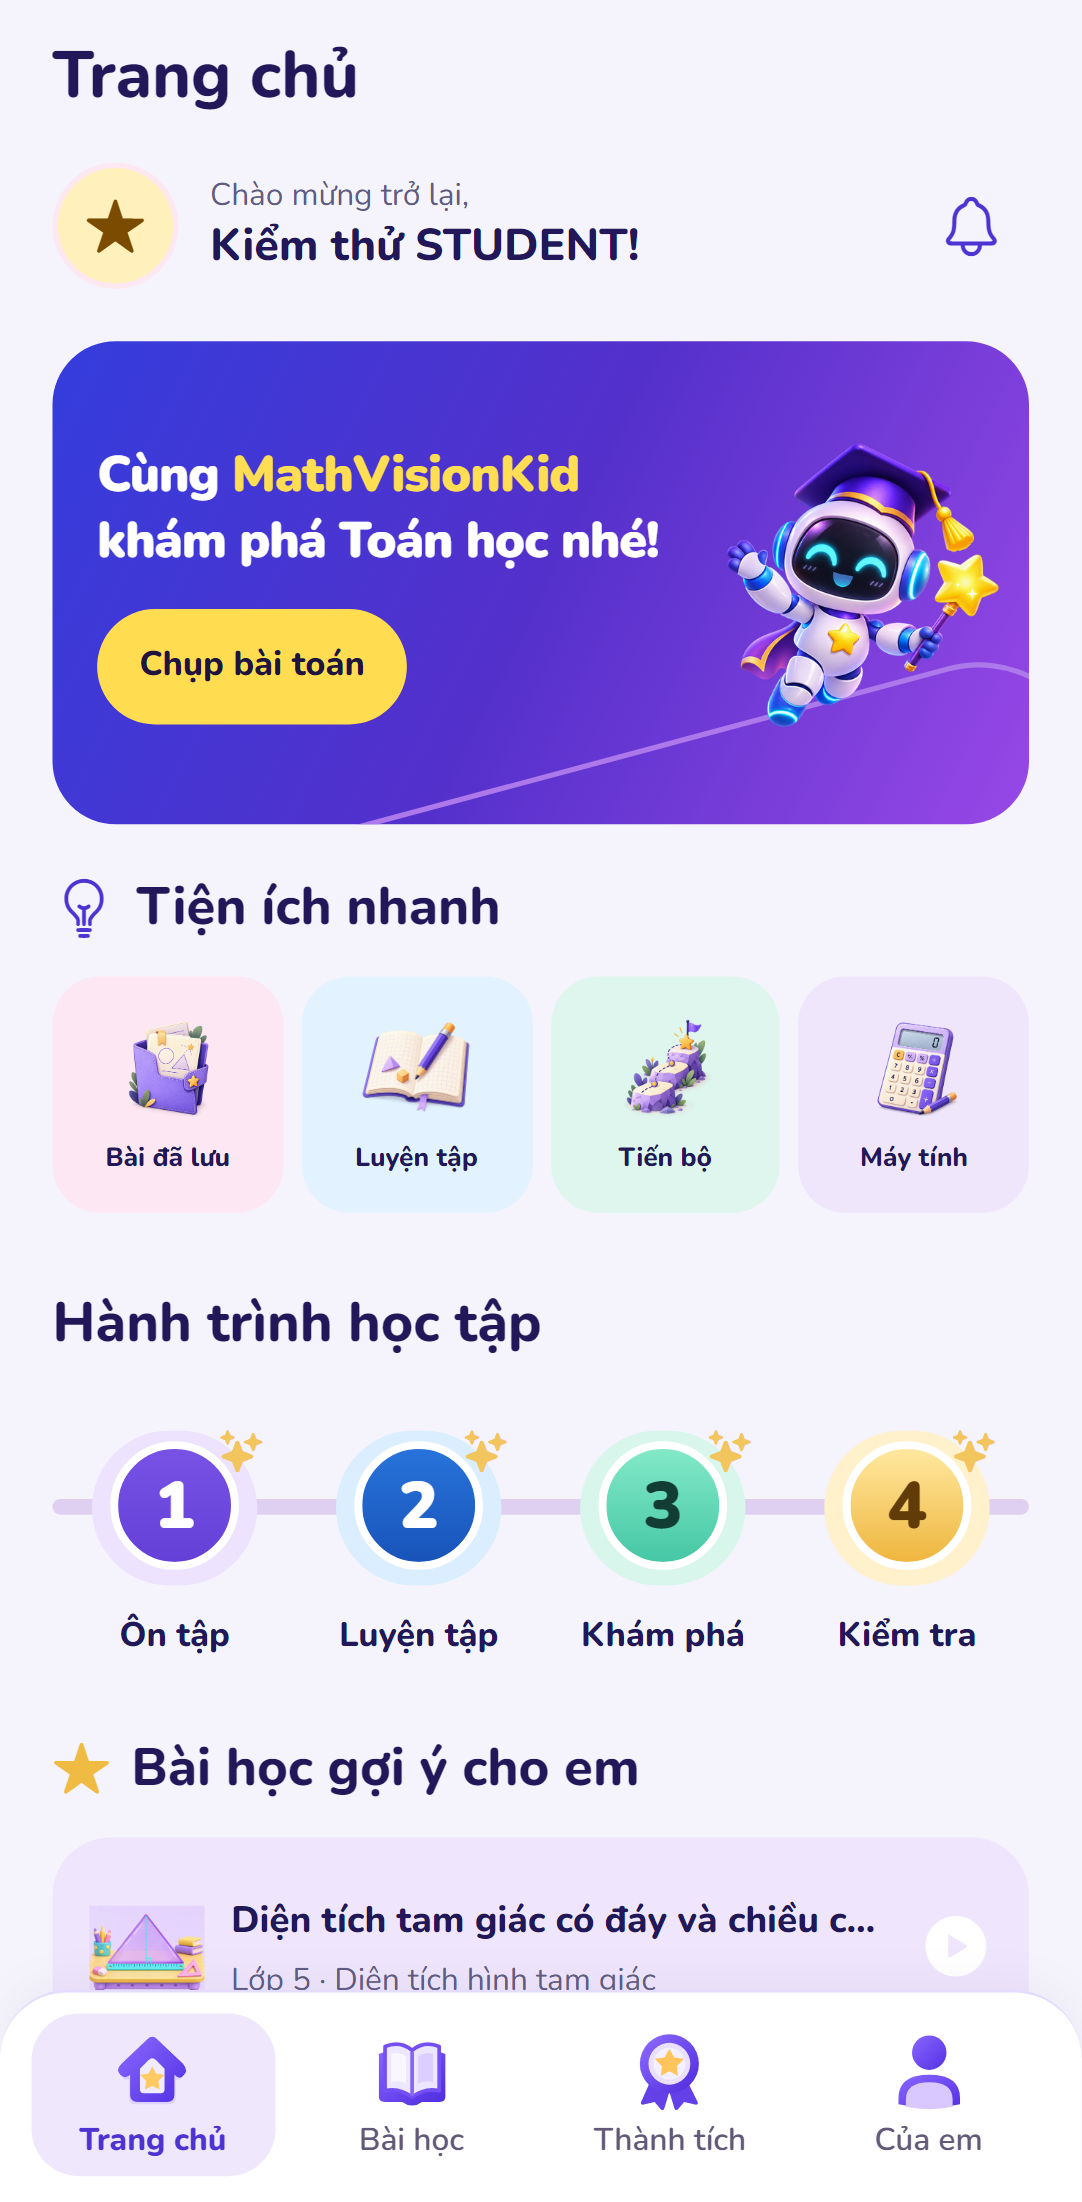 Trang chủ
Chào mừng trở lại,
Kiểm thử STUDENT!
Cùng MathVisionKid
khám phá Toán học nhé!
Chụp bài toán
Tiện ích nhanh
Bài đã lưu
Luyện tập
Tiến bộ
Máy tính
Hành trình học tập
1
2
3
4
Ôn tập
Luyện tập
Khám phá
Kiểm tra
Bài học gợi ý cho em
Diện tích tam giác có đáy và chiều c...
Lớp 5 · Diện tích hình tam giác
Trang chủ
Bài học
Thành tích
Của em